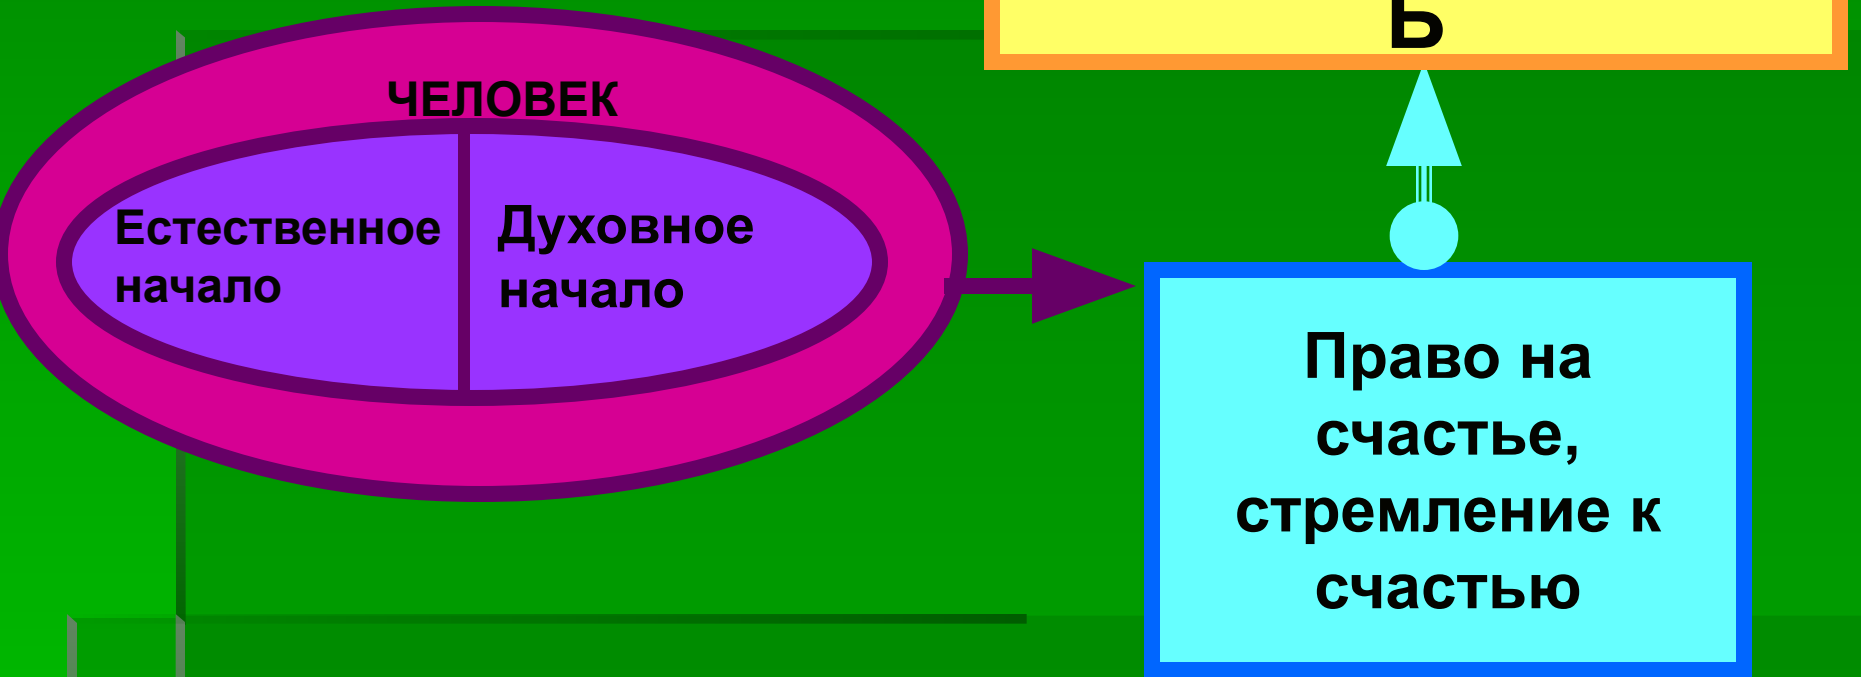 Ь
ЧЕЛОВЕК
Естественное
начало
Духовное
начало
Право на
счастье,
стремление к
счастью